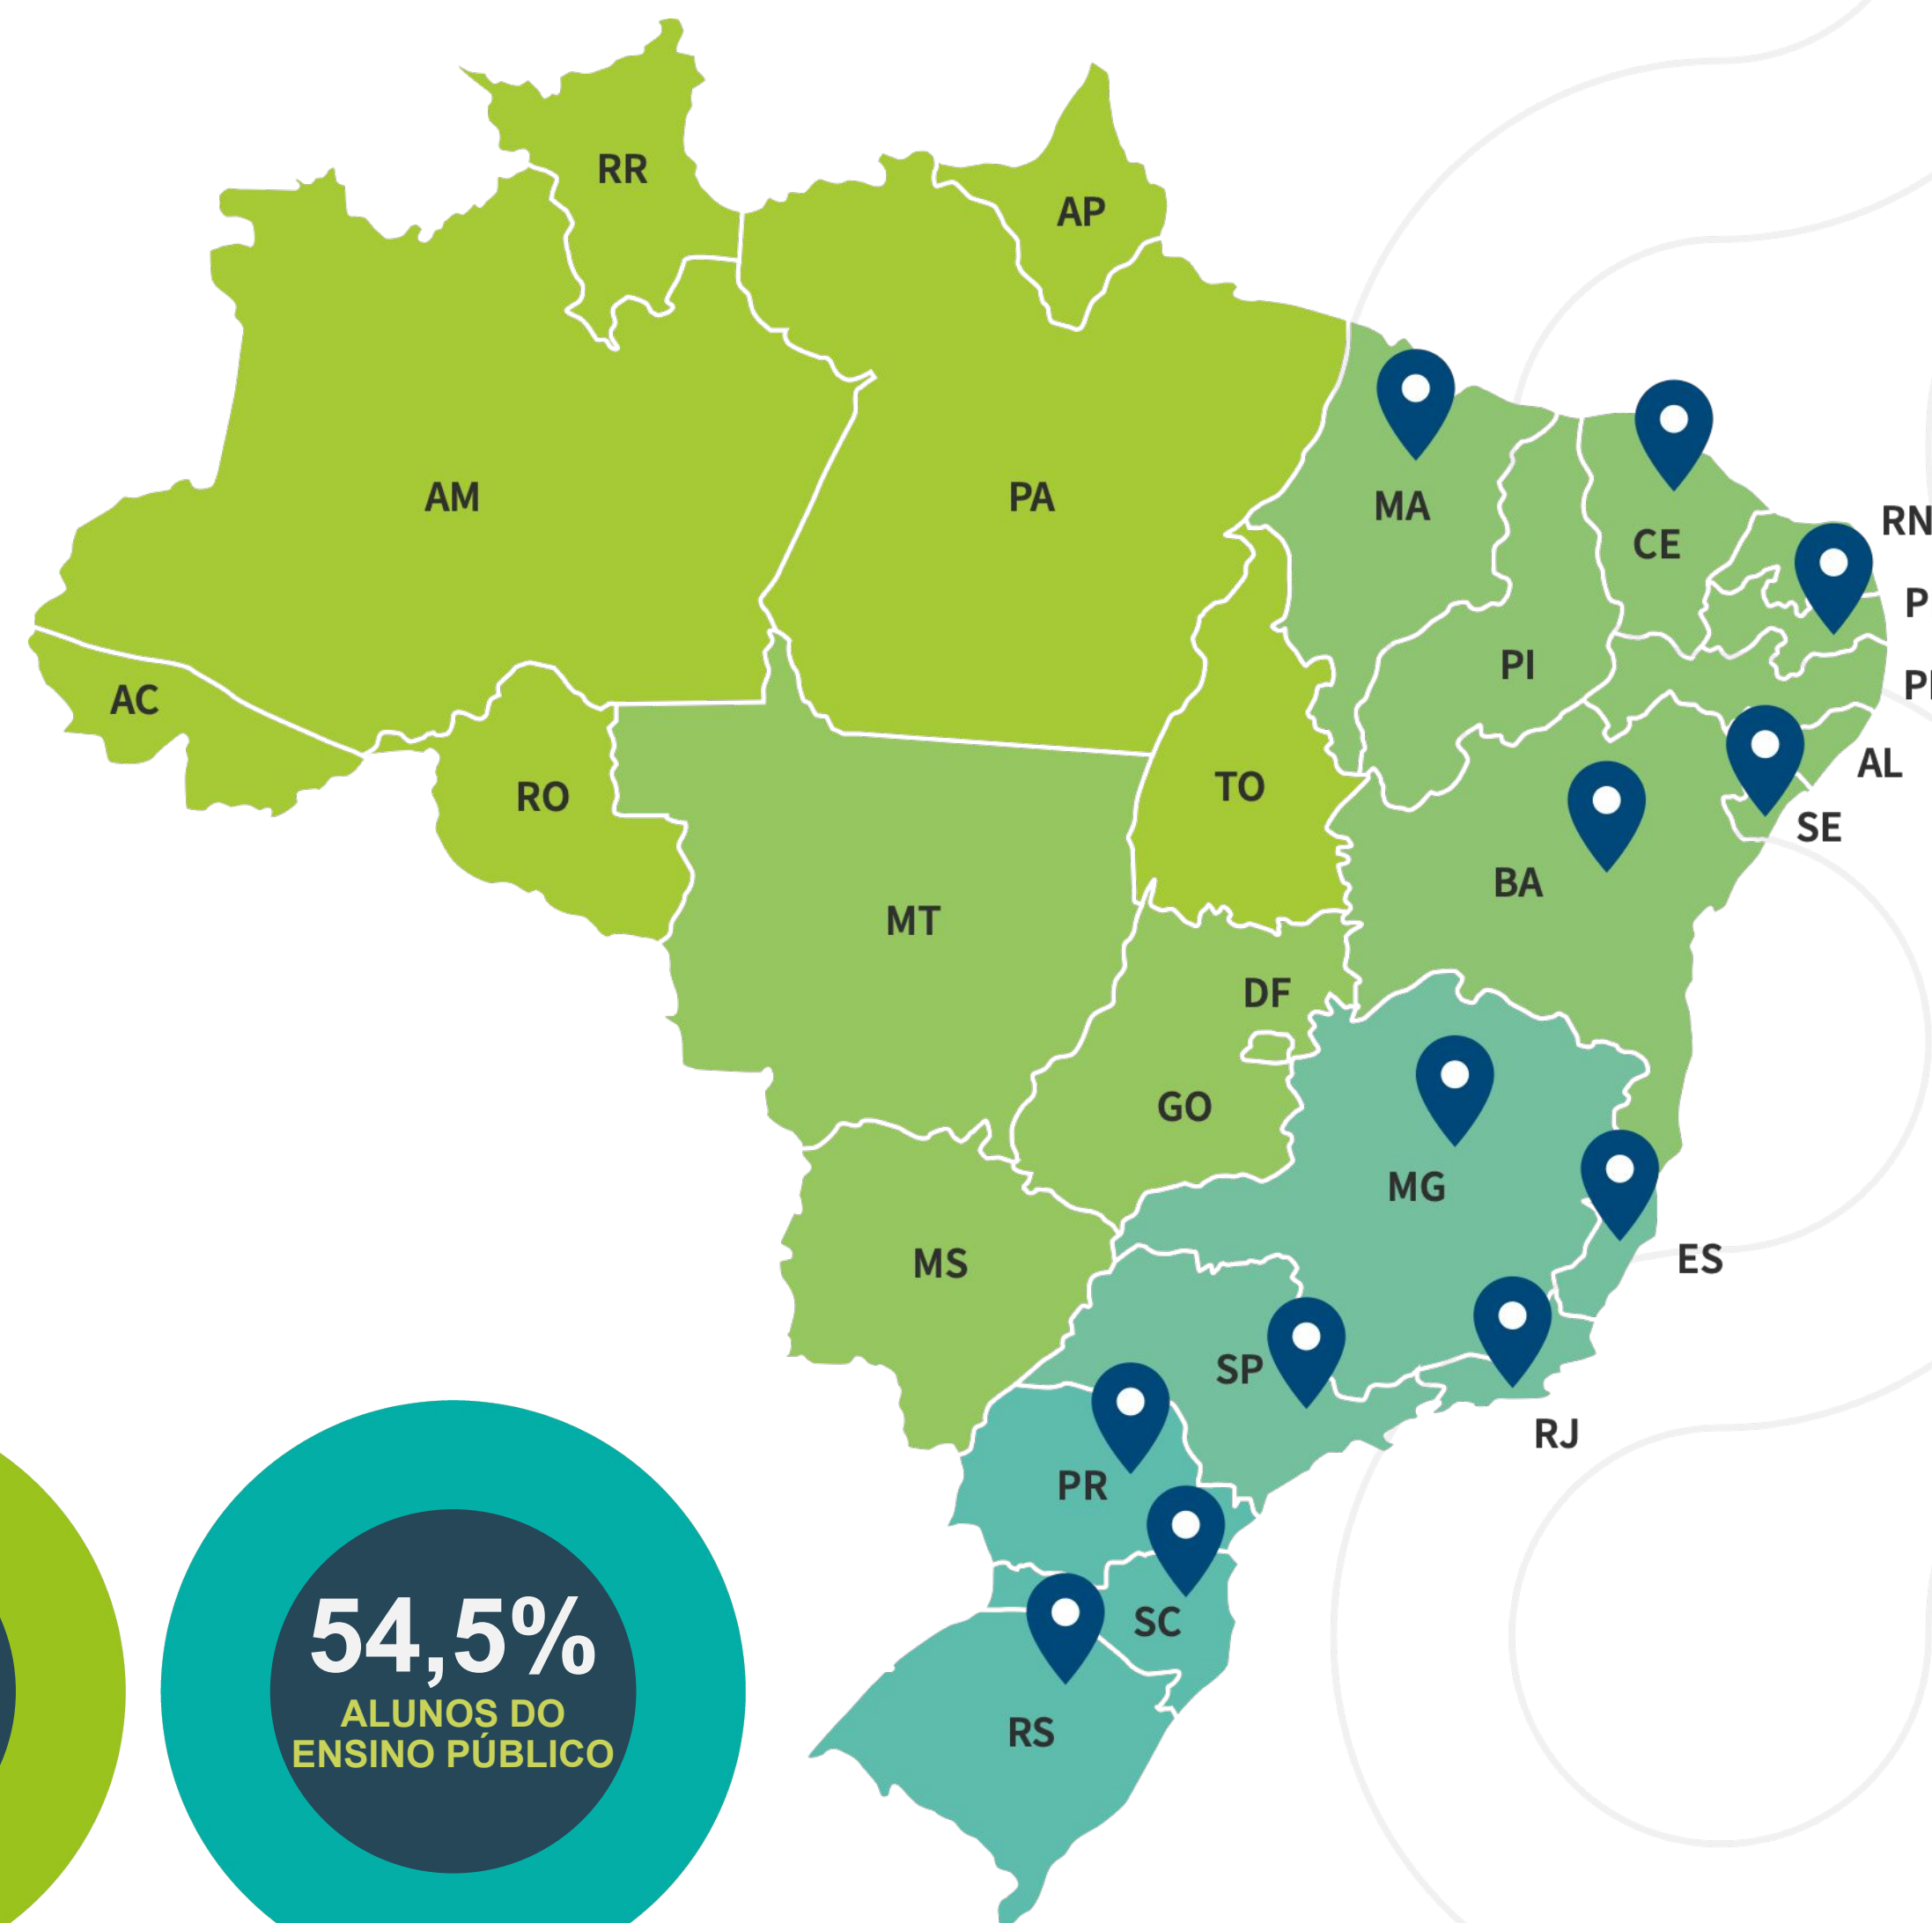 RR
AP
AM
PA
MA
CE
RN
P
PI
P
AC
RO
TO
AL
SE
BA
MT
DF
GO
MG
MS
ES
SP
RJ
PR
SC
RS
54,5%
ALUNOS DO
ENSINO PÚBLICO